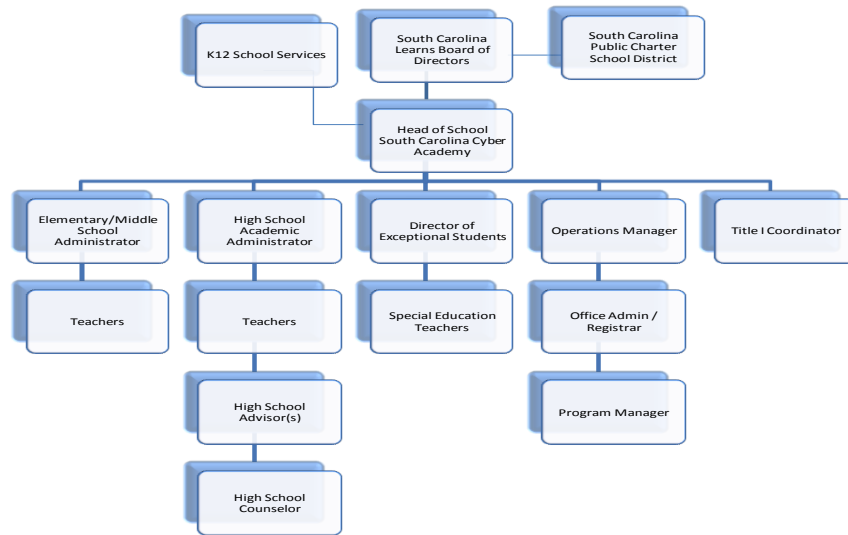 K12 School Services
South Carolina
Learns Board of
Directors
South Carolina
Public Charter
School District
Head of School
South Carolina Cyber
Academy
Elementary/Middle
School
Administrator
High School
Academic
Administrator
Director of
Exceptional Students
Operations Manager
Title I Coordinator
Teachers
Teachers
Special Education
Teachers
Office Admin /
Registrar
High School
Advisor(s)
Program Manager
High School
Counselor